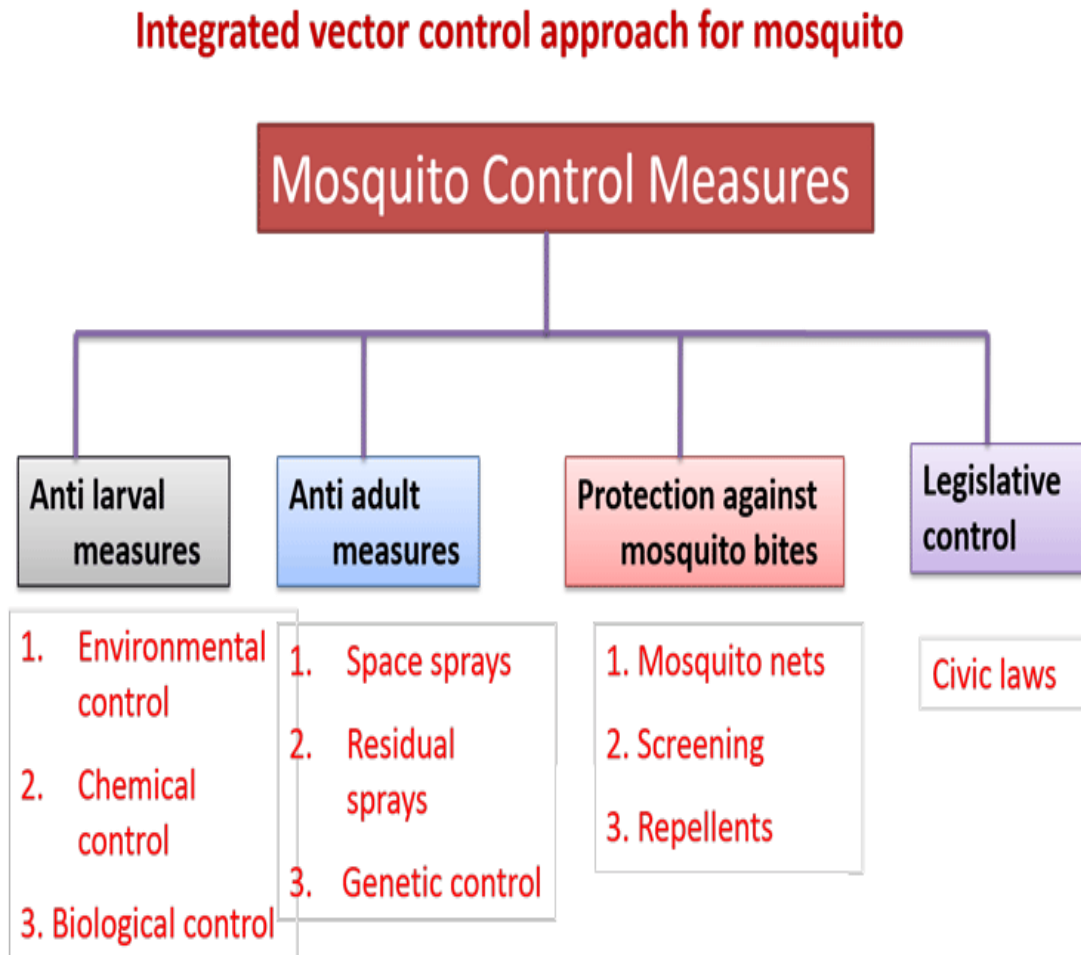 Integrated vector control approach for mosquito
Mosquito Control Measures
Anti larval
measures
Anti adult
measures
Protection against
mosquito bites
Legislative
control
1. Environmental
control
2. Chemical
control
3. Biological control
1. Space sprays
2. Residual
sprays
3. Genetic control
1. Mosquito nets
2. Screening
3. Repellents
Civic laws